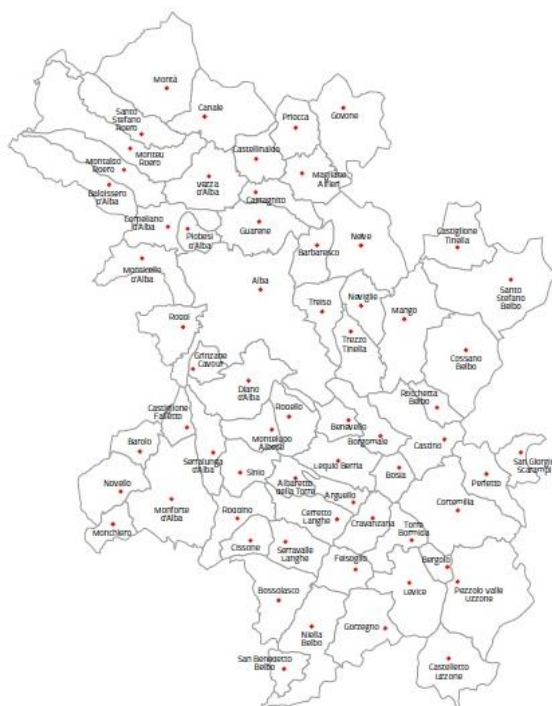 Montà
Santo
Stefano
Roero
Canale
Priocca
Govone
Monteu
Roero
Castellinaldo
Montaldo
Roero
Vezza
d'Alba
Magliano
Alfieri
Baldissero
d'Alba
Castagnito
Corneliano
d'Alba
Piobesi
d'Alba
Guarene
Barbaresco
Neive
Castiglione
Tinella
Monticello
d'Alba
Alba
Santo
Stefano
Belbo
Treiso
Neviglie
Mango
Roddi
Trezzo
Tinella
Cossano
Belbo
Grinzane
Cavour
Diano
d'Alba
Rocchetta
Belbo
Castiglione
Falletto
Rodello
Benevello
Borgomale
Castino
Barolo
Montelupo
Albese
Serralunga
d'Alba
Sinio
Lequio Berria
Bosia
Perletto
San Giorgio
Scarampi
Novello
Albaretto
della Torre
Arguello
Monforte
d'Alba
Cerretto
Langhe
Cravanzana
Cortemilia
Monchiero
Roddino
Torre
Bormida
Cissone
Serravalle
Langhe
Feisoglio
Bergolo
Bossolasco
Levice
Pezzolo Valle
Uzzone
Niella
Belbo
Gorzegno
San Benedetto
Belbo
Castelletto
Uzzone